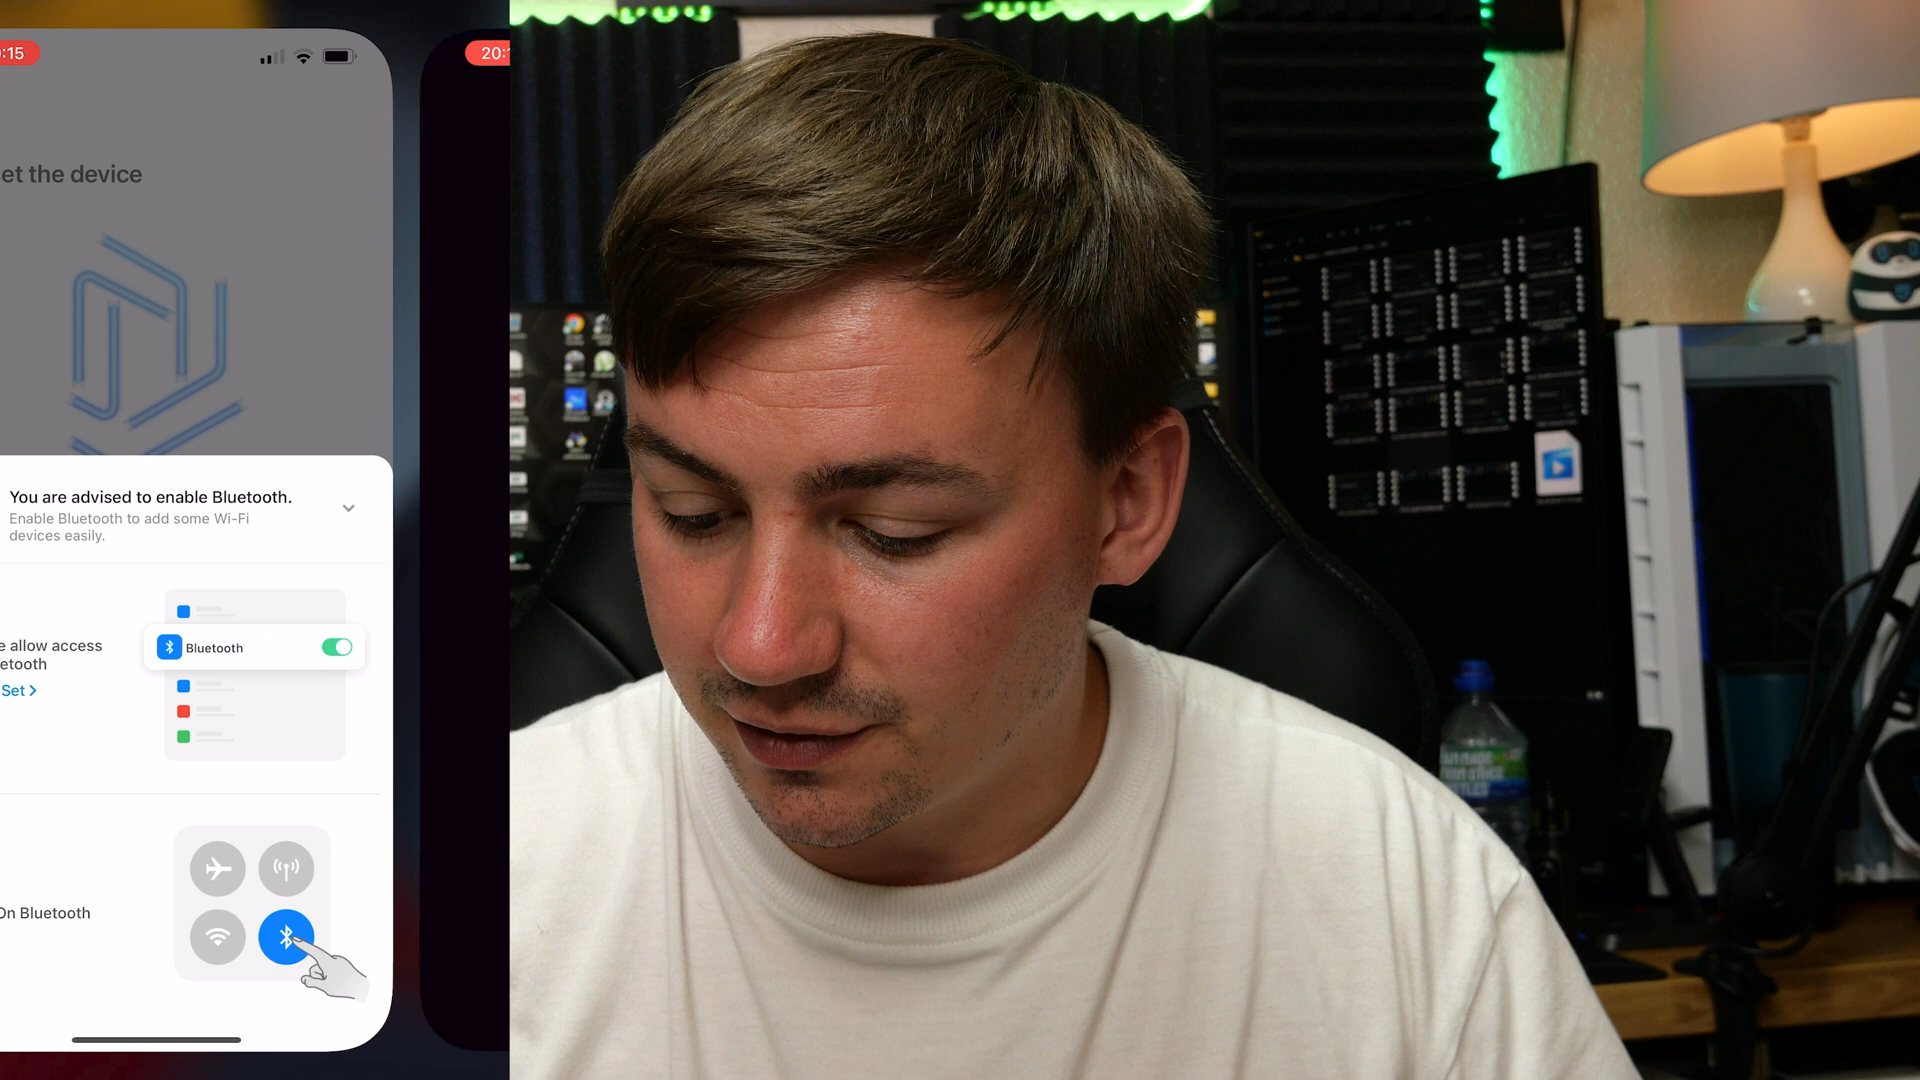 :15
20:
et the device
You are advised to enable Bluetooth.
Enable Bluetooth to add some Wi-Fi
devices easily.
e allow access
etooth
Set >
Bluetooth
On Bluetooth